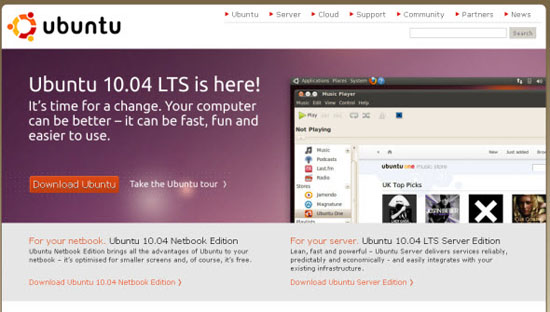 ubuntu
Ubuntu Server Cloud Support Community Partners News
Search
Ubuntu 10.04 LTS is here!
It's time for a change. Your computer
can be better – it can be fast, fun and
easier to use.
Download Ubuntu Take the Ubuntu tour ›
Applications Places System
Music Player
Music Edit View Control Help
Play
Not Playing
Music
Podcasts
Last.fm
Radio
Stores
Jamendo
Magnatune
Ubuntu One
ubuntu one music store
New Just added
UK Top Picks
For your netbook. Ubuntu 10.04 Netbook Edition
Ubuntu Netbook Edition brings all the advantages of Ubuntu to your
netbook – it's optimised for smaller screens and, of course, it's free.
Download Ubuntu 10.04 Netbook Edition ›
For your server. Ubuntu 10.04 LTS Server Edition
Lean, fast and powerful – Ubuntu Server delivers services reliably,
predictably and economically - and easily integrates with your
existing infrastructure.
Download Ubuntu Server Edition ›